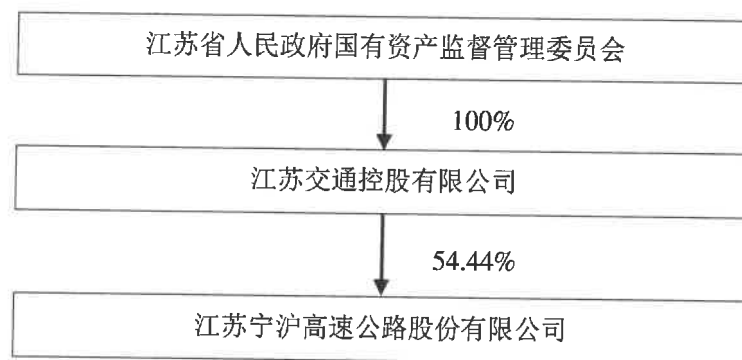 江苏省人民政府国有资产监督管理委员会
100%
江苏交通控股有限公司
54.44%
江苏宁沪高速公路股份有限公司